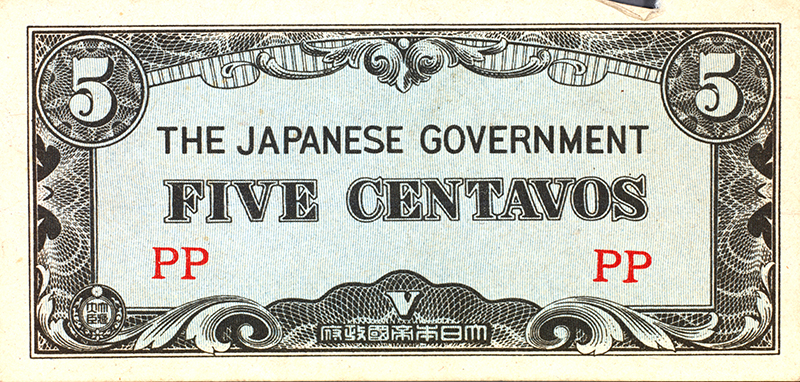 5 5
THE JAPANESE GOVERNMENT
FIVE CENTAVOS
PP PP
V
大日本帝國政府